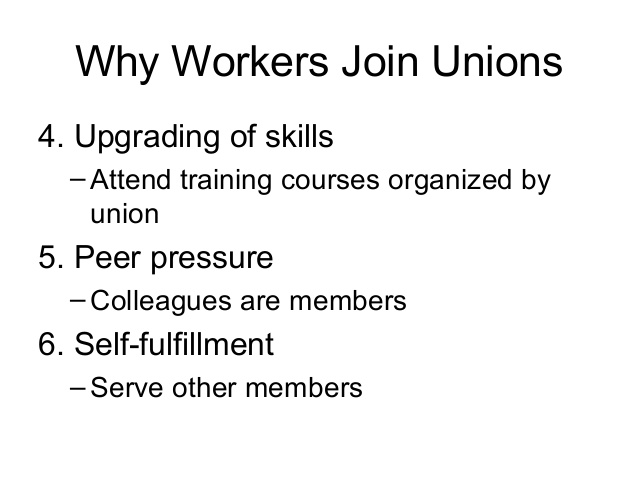 Why Workers Join Unions
4. Upgrading of skills
– Attend training courses organized by
union
5. Peer pressure
– Colleagues are members
6. Self-fulfillment
– Serve other members